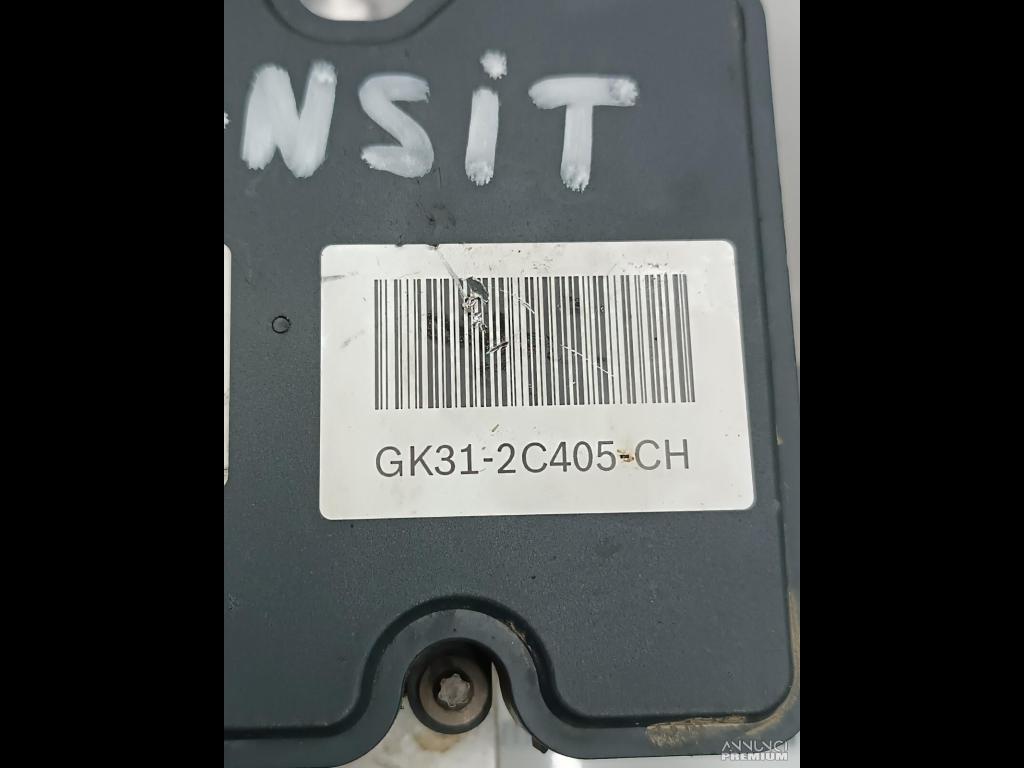 NSiT
GK31-2C405-CH
ANNUNCI
PREMIUM